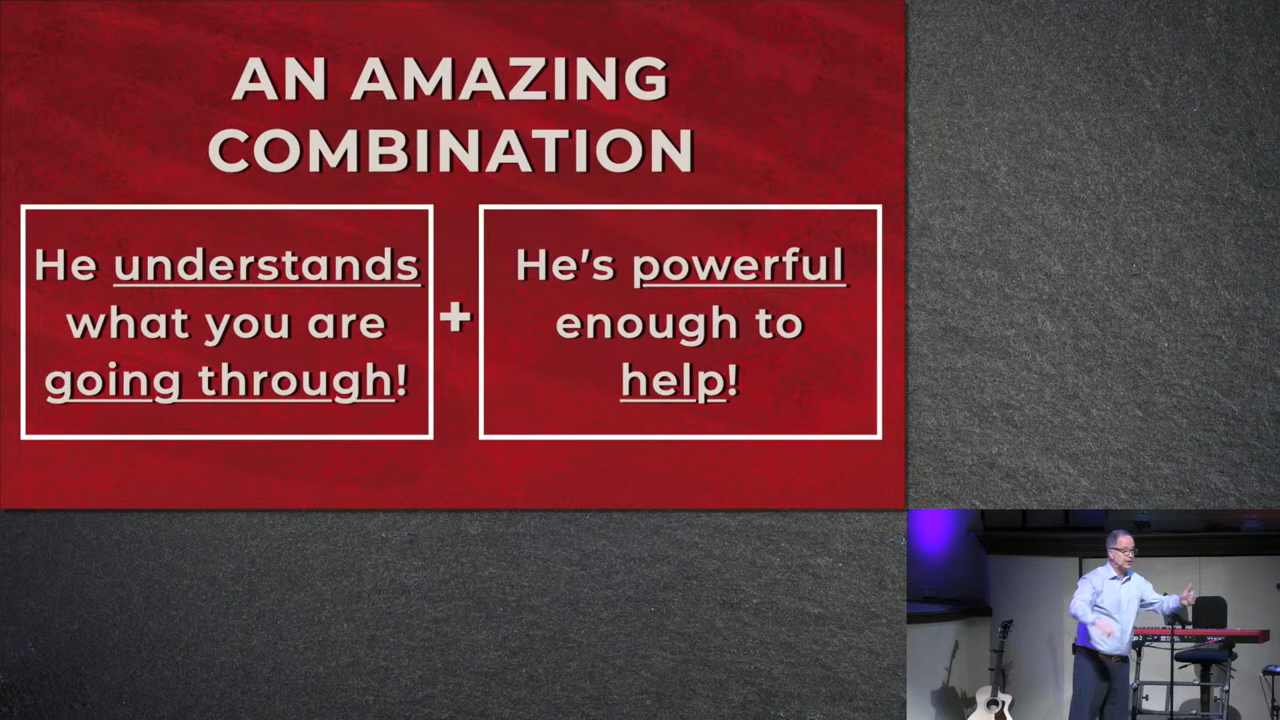 AN AMAZING
COMBINATION
He understands
what you are
going through!
+
He's powerful
enough to
help!